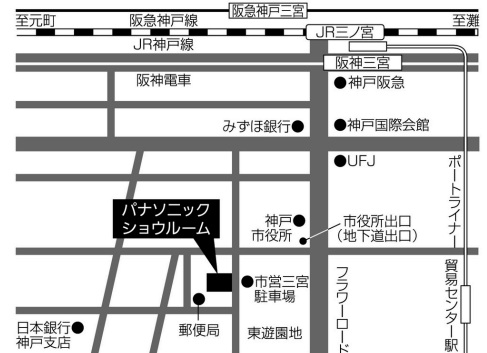 阪急神戸三宮
至元町
阪急神戸線
至灘
JR三ノ宮
JR神戸線
阪神三宮
阪神電車
神戸阪急
みずほ銀行
神戸国際会館
UFJ
ポートライナー
パナソニック
ショウルーム
神戸
市役所
市役所出口
(地下道出口)
フラワーロード
貿易センター駅
市営三宮
駐車場
日本銀行
神戸支店
郵便局
東遊園地